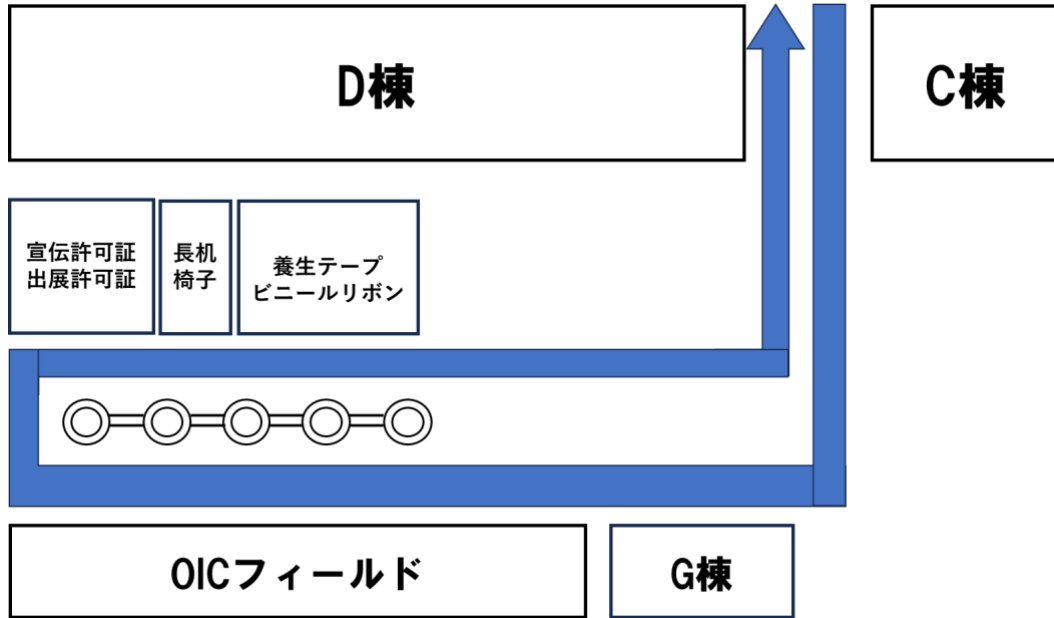 D棟
C棟
宣伝許可証
出展許可証
長机
椅子
養生テープ
ビニールリボン
OICフィールド
G棟